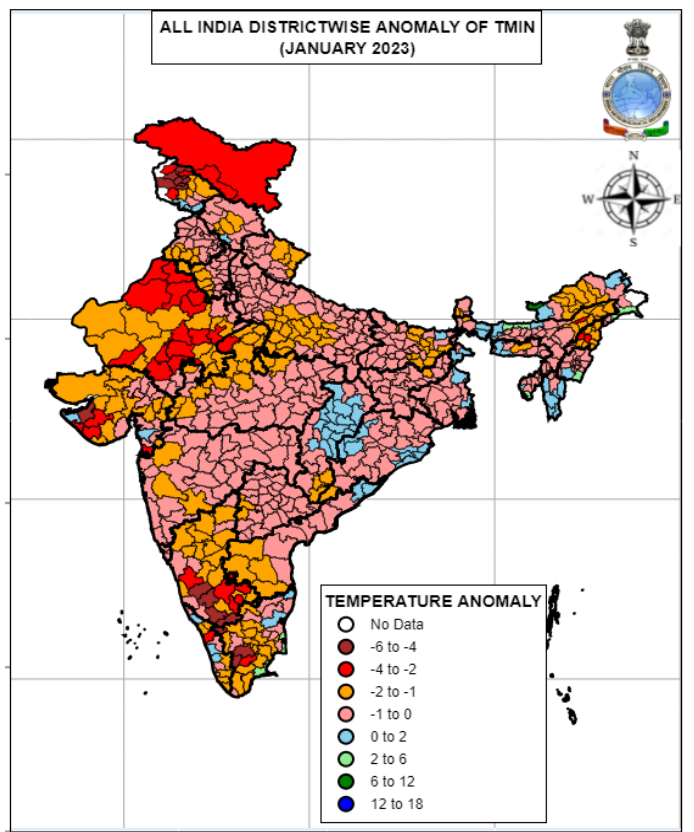 ALL INDIA DISTRICTWISE ANOMALY OF TMIN
(JANUARY 2023)
N
W
E
S
TEMPERATURE ANOMALY
No Data
-6 to -4
-4 to -2
-2 to -1
-1 to 0
0 to 2
2 to 6
6 to 12
12 to 18